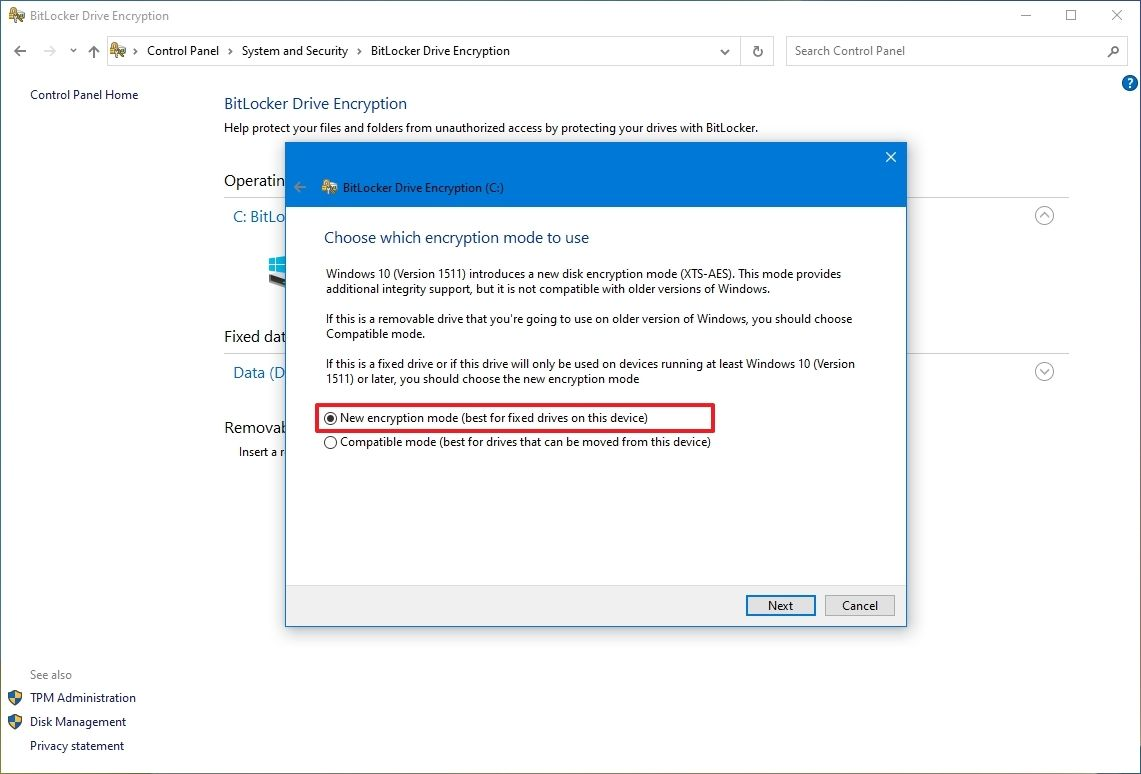 BitLocker Drive Encryption
Control Panel › System and Security › BitLocker Drive Encryption
Search Control Panel
?
Control Panel Home
BitLocker Drive Encryption
Help protect your files and folders from unauthorized access by protecting your drives with BitLocker.
Operatin
C: BitLo
Fixed dat
Data (D
Removab
Insert a r
BitLocker Drive Encryption (C:)
Choose which encryption mode to use
Windows 10 (Version 1511) introduces a new disk encryption mode (XTS-AES). This mode provides
additional integrity support, but it is not compatible with older versions of Windows.
If this is a removable drive that you're going to use on older version of Windows, you should choose
Compatible mode.
If this is a fixed drive or if this drive will only be used on devices running at least Windows 10 (Version
1511) or later, you should choose the new encryption mode
New encryption mode (best for fixed drives on this device)
Compatible mode (best for drives that can be moved from this device)
Next
Cancel
See also
TPM Administration
Disk Management
Privacy statement